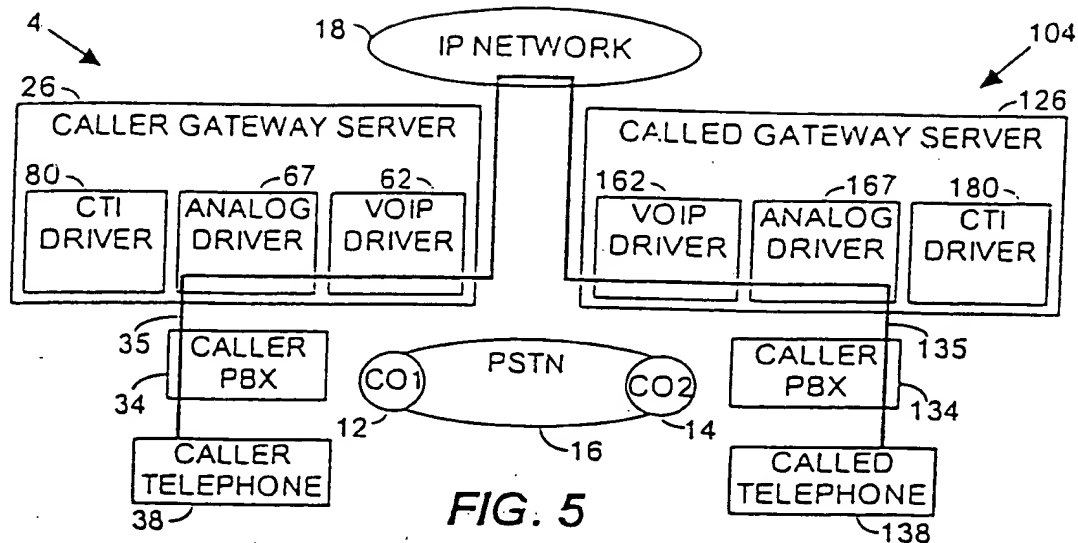 4
18
IP NETWORK
104
26
CALLER GATEWAY SERVER
126
CALLED GATEWAY SERVER
80
CTI
DRIVER
67
ANALOG
DRIVER
62
VOIP
DRIVER
162
VOIP
DRIVER
167
ANALOG
DRIVER
180
CTI
DRIVER
35
CALLER
PBX
34
PSTN
CO1
CO2
12
16
14
135
CALLER
PBX
134
CALLER
TELEPHONE
38
CALLED
TELEPHONE
138
FIG. 5